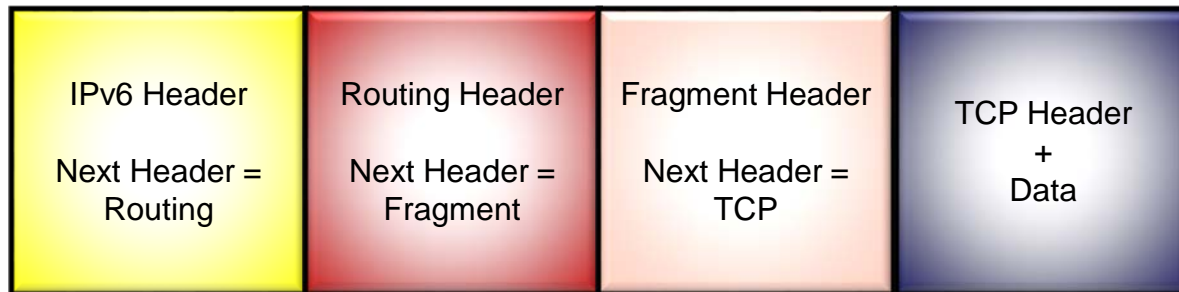 IPv6 Header
Next Header =
Routing
Routing Header
Next Header =
Fragment
Fragment Header
Next Header =
TCP
TCP Header
+
Data